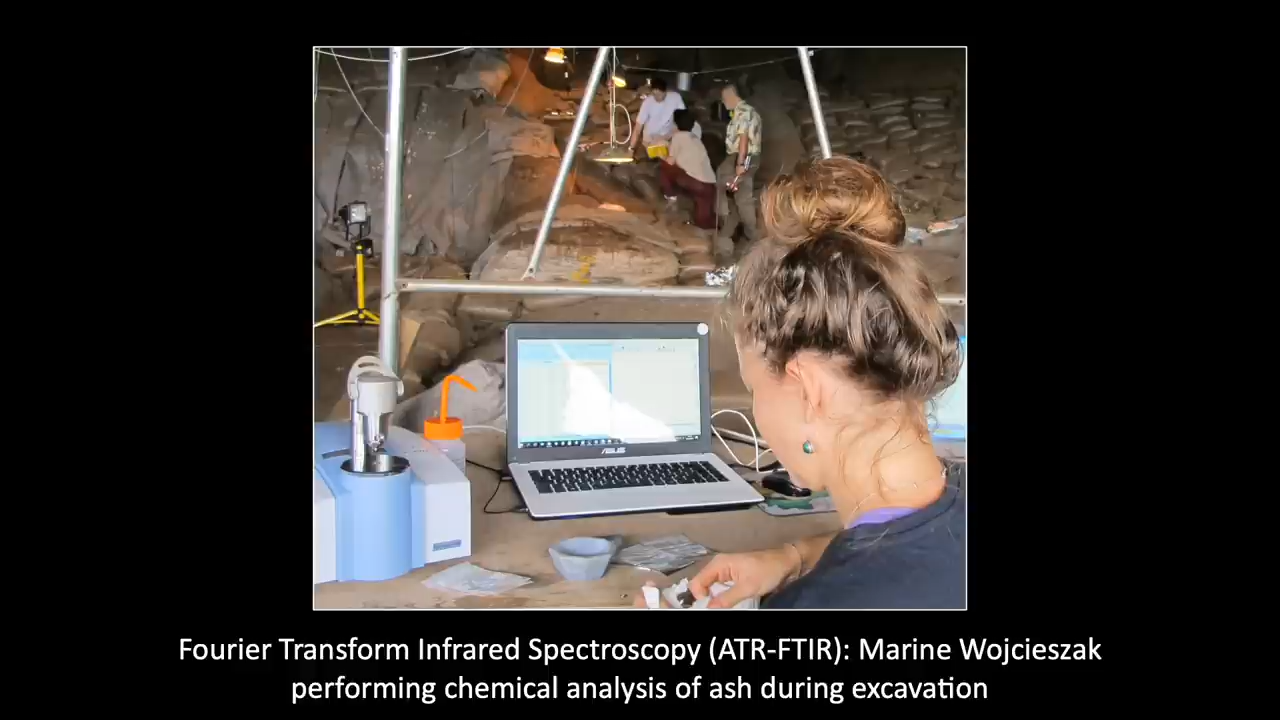 ASUS
Fourier Transform Infrared Spectroscopy (ATR-FTIR): Marine Wojcieszak
performing chemical analysis of ash during excavation